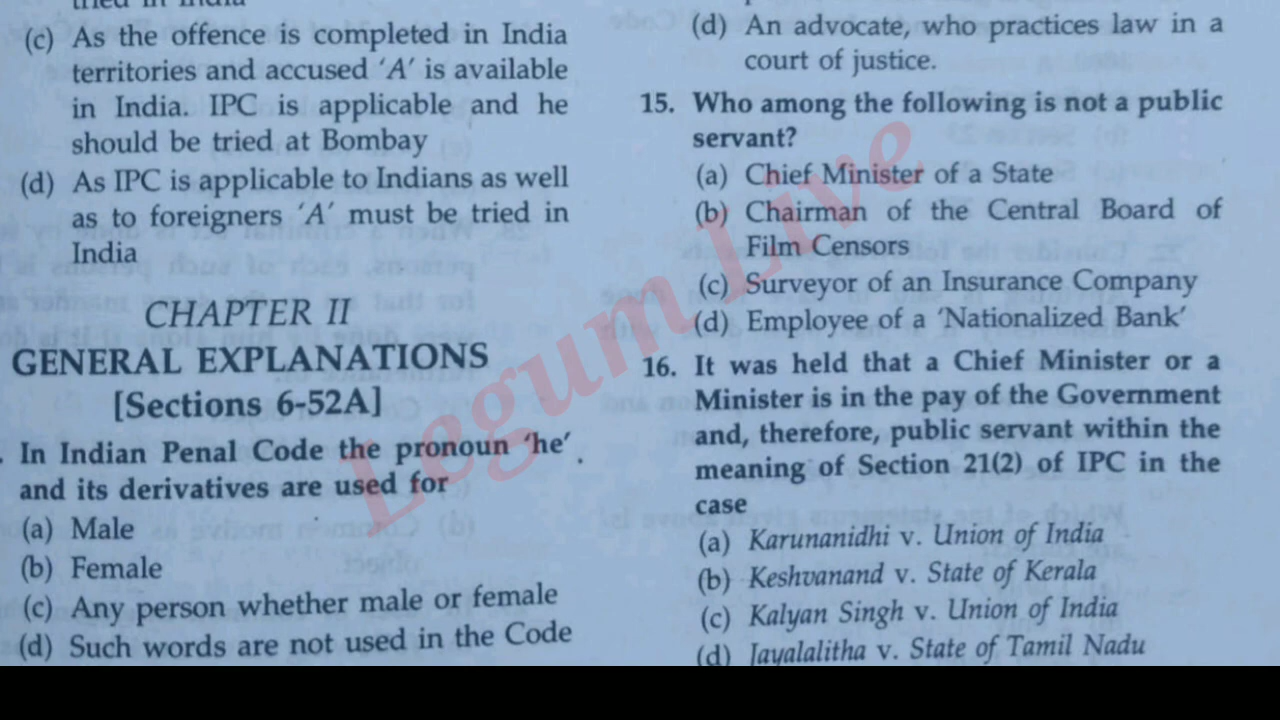 tried in India
(c) As the offence is completed in India
territories and accused ‘A’ is available
in India. IPC is applicable and he
should be tried at Bombay
(d) As IPC is applicable to Indians as well
as to foreigners ‘A’ must be tried in
India
CHAPTER II
GENERAL EXPLANATIONS
[Sections 6-52A]
. In Indian Penal Code the pronoun ‘he’
and its derivatives are used for
(a) Male
(b) Female
(c) Any person whether male or female
(d) Such words are not used in the Code
(d) An advocate, who practices law in a
court of justice.
15. Who among the following is not a public
servant?
(a) Chief Minister of a State
(b) Chairman of the Central Board of
Film Censors
(c) Surveyor of an Insurance Company
(d) Employee of a ‘Nationalized Bank’
16. It was held that a Chief Minister or a
Minister is in the pay of the Government
and, therefore, public servant within the
meaning of Section 21(2) of IPC in the
case
(a) Karunanidhi v. Union of India
(b) Keshvanand v. State of Kerala
(c) Kalyan Singh v. Union of India
(d) Jayalalitha v. State of Tamil Nadu
Legum Live